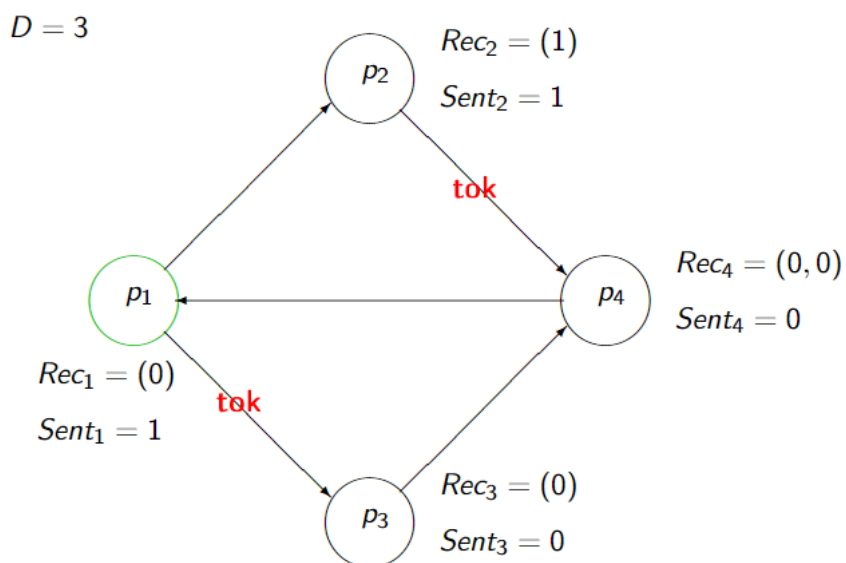 D = 3
p₂
Rec₂ = (1)
Sent₂ = 1
tok
p₁
p₄
Rec₄ = (0, 0)
Sent₄ = 0
Rec₁ = (0)
Sent₁ = 1
tok
p₃
Rec₃ = (0)
Sent₃ = 0